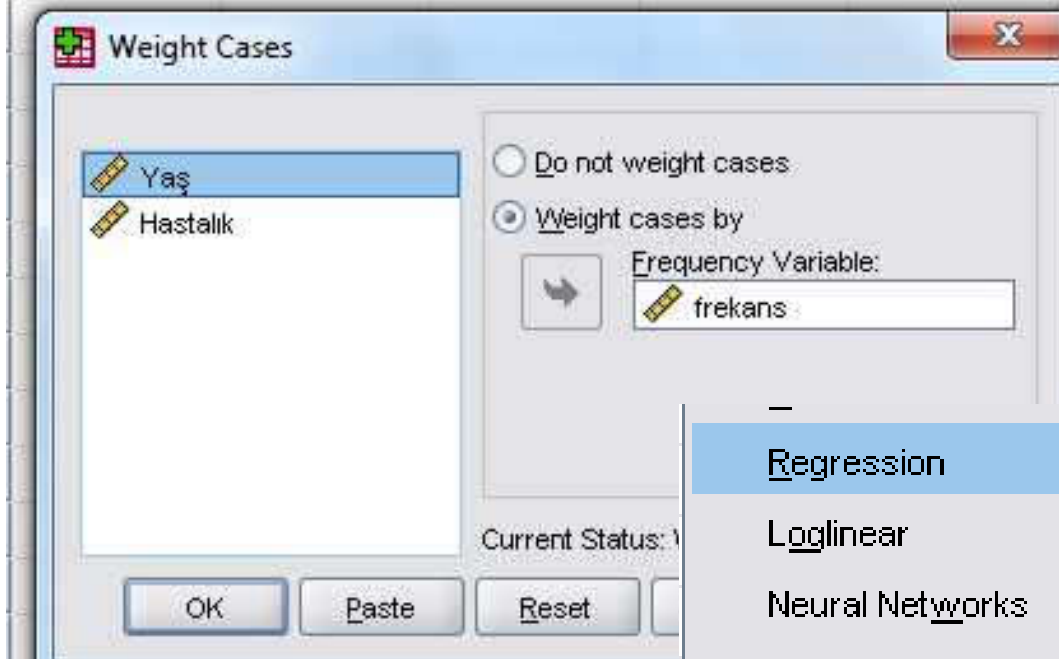 Weight Cases
Yaş
Hastalık
Do not weight cases
Weight cases by
Frequency Variable:
frekans
Current Status:
OK
Paste
Reset
Regression
Loglinear
Neural Networks